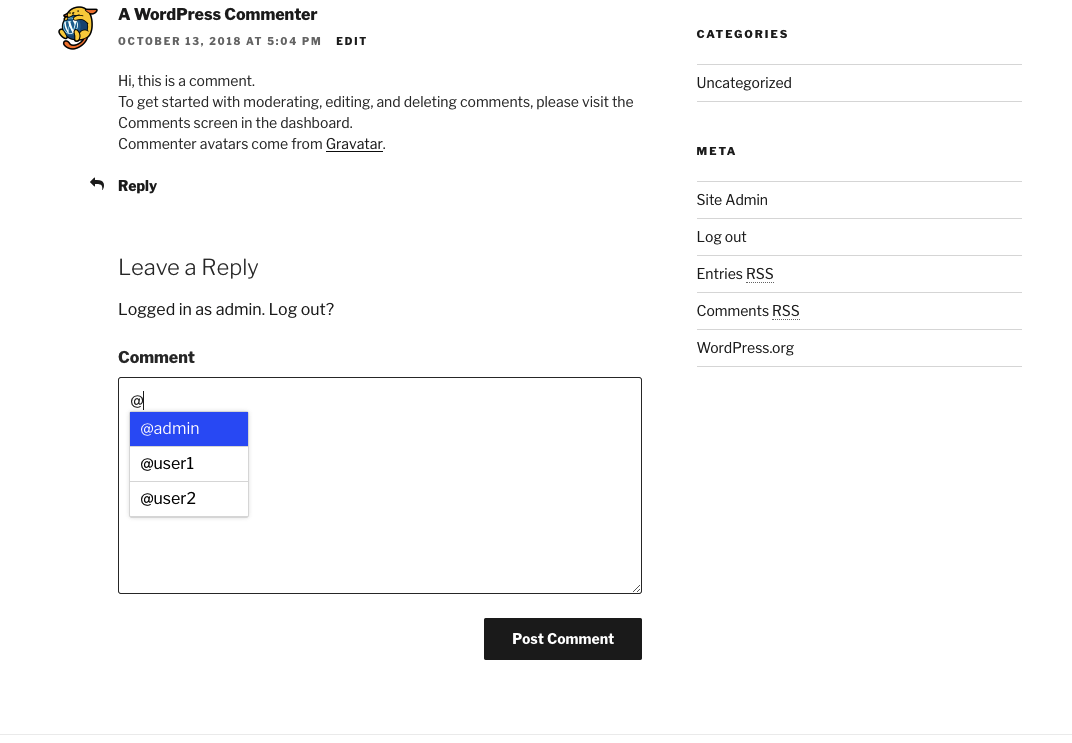 A WordPress Commenter
OCTOBER 13, 2018 AT 5:04 PM EDIT
Hi, this is a comment.
To get started with moderating, editing, and deleting comments, please visit the
Comments screen in the dashboard.
Commenter avatars come from Gravatar.
Reply
Leave a Reply
Logged in as admin. Log out?
Comment
@
@admin
@user1
@user2
Post Comment
CATEGORIES
Uncategorized
META
Site Admin
Log out
Entries RSS
Comments RSS
WordPress.org